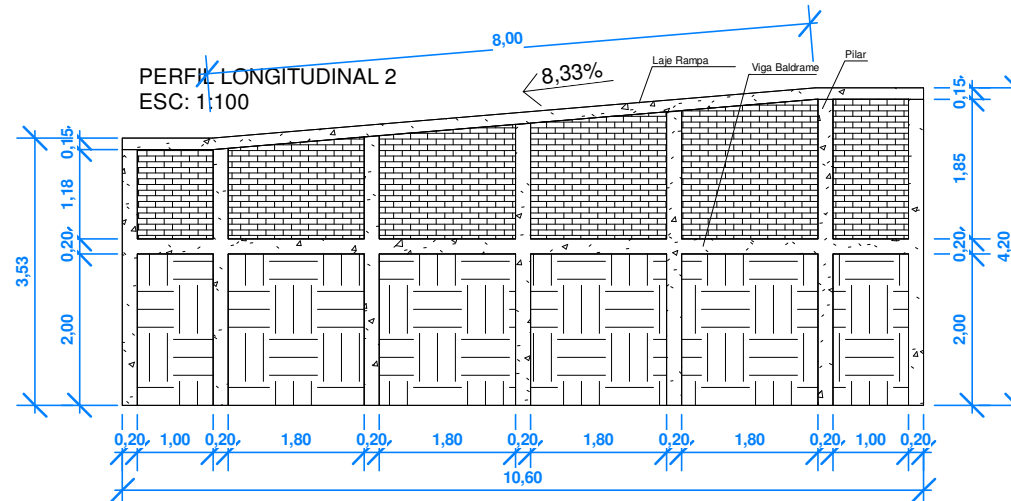 8,00
PERFIL LONGITUDINAL 2
ESC: 1:100
8,33%
Laje Rampa
Viga Baldrame
Pilar
0,15
1,18
0,20
2,00
3,53
0,15
1,85
0,20
2,00
4,20
0,20 1,00 0,20 1,80 0,20 1,80 0,20 1,80 0,20 1,80 0,20 1,00 0,20
10,60